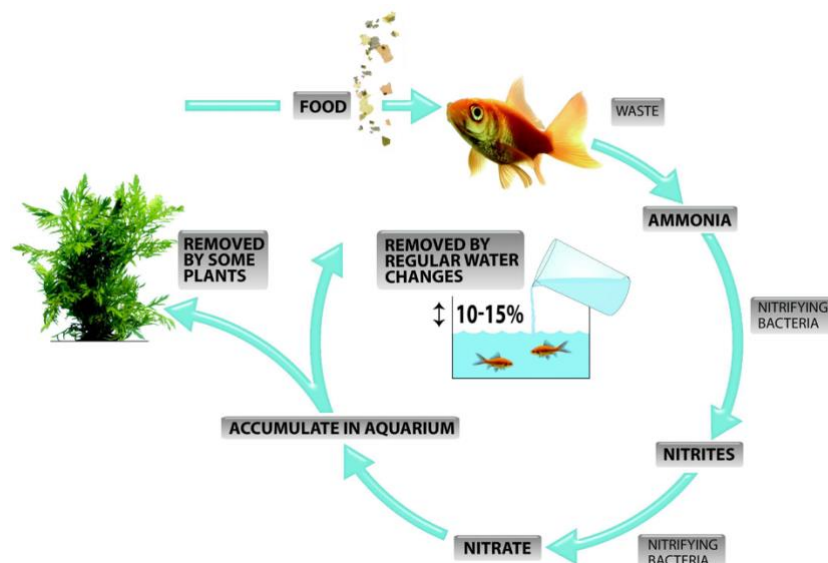 FOOD
WASTE
AMMONIA
REMOVED
BY SOME
PLANTS
REMOVED BY
REGULAR WATER
CHANGES
10-15%
NITRIFYING
BACTERIA
ACCUMULATE IN AQUARIUM
NITRITES
NITRATE
NITRIFYING
BACTERIA